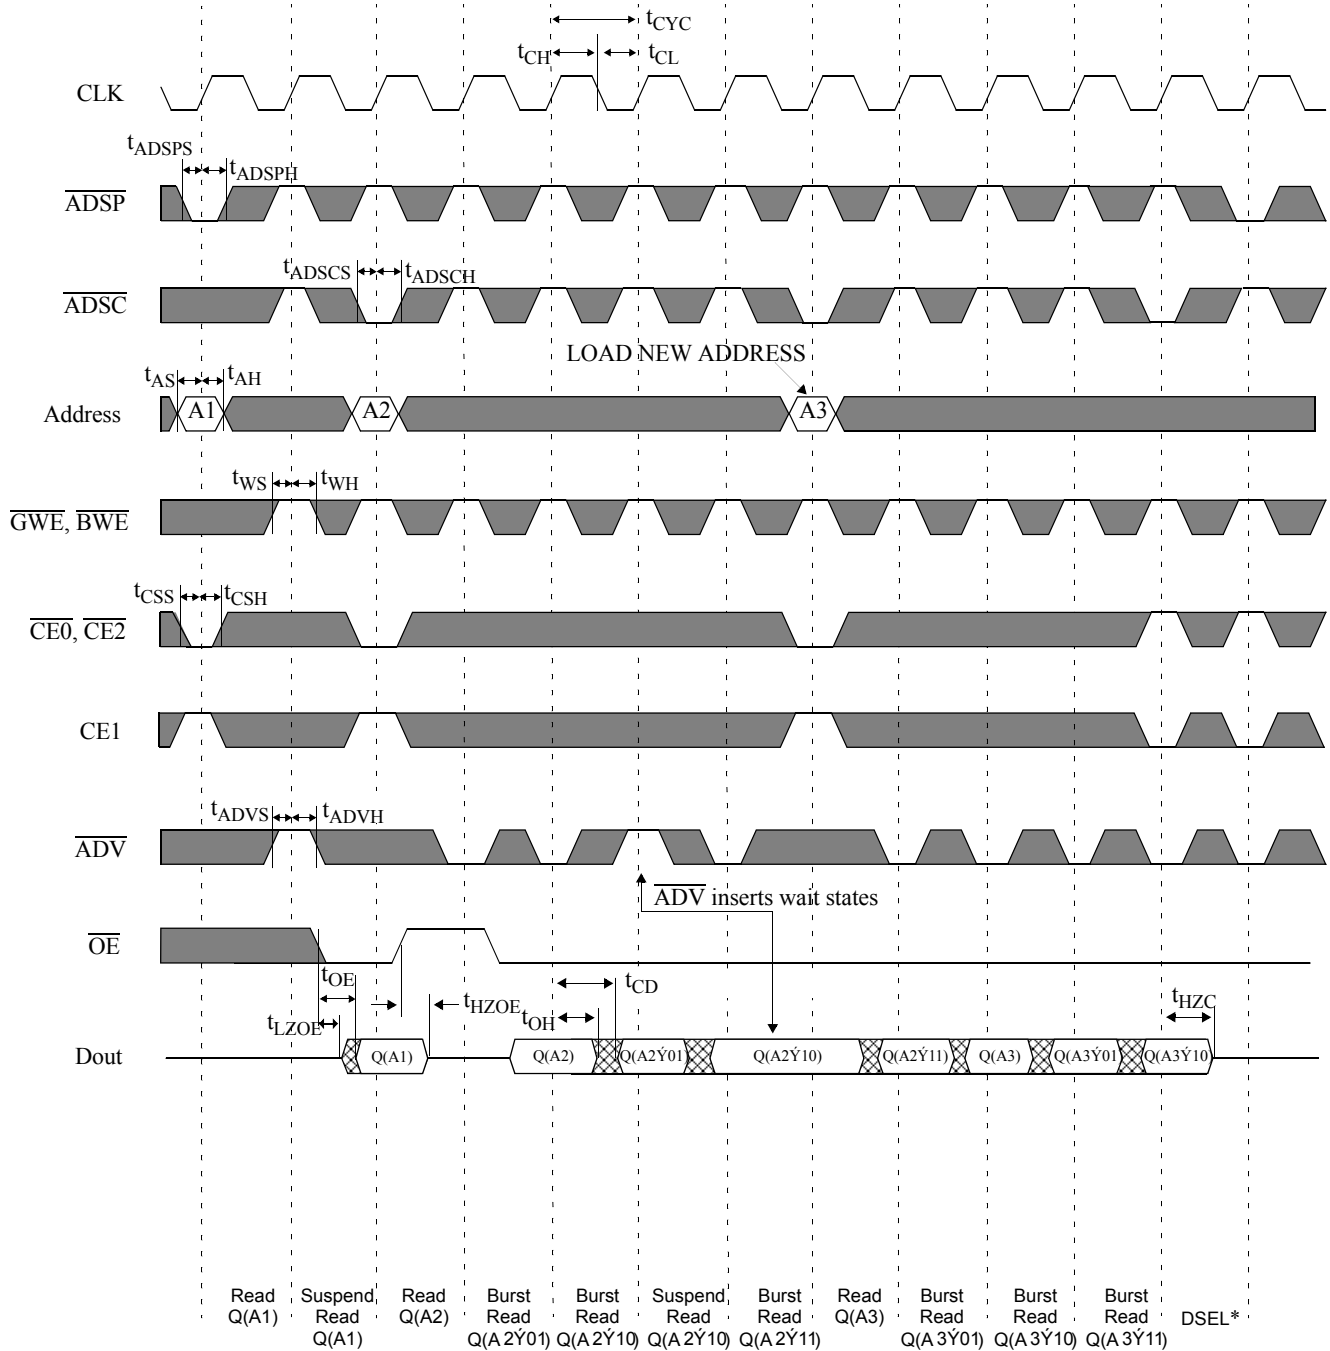 tCYC
tCH
tCL
CLK
tADSPS
tADSPH
ADSP
tADSCS
tADSCH
ADSC
LOAD NEW ADDRESS
tAS
tAH
Address
A1
A2
A3
tWS
tWH
GWE, BWE
tCSS
tCSH
CE0, CE2
CE1
tADVS
tADVH
ADV
ADV inserts wait states
OE
tOE
tCD
tHZOE
tHZC
tLZOE
tOH
Dout
Q(A1)
Q(A2)
Q(A2Ý01)
Q(A2Ý10)
Q(A2Ý11)
Q(A3)
Q(A3Ý01)
Q(A3Ý10)
Read
Q(A1)
Suspend
Read
Q(A1)
Read
Q(A2)
Burst
Read
Q(A 2Ý01)
Burst
Read
Q(A 2Ý10)
Suspend
Read
Q(A 2Ý10)
Burst
Read
Q(A 2Ý11)
Read
Q(A3)
Burst
Read
Q(A 3Ý01)
Burst
Read
Q(A 3Ý10)
Burst
Read
Q(A 3Ý11)
DSEL*